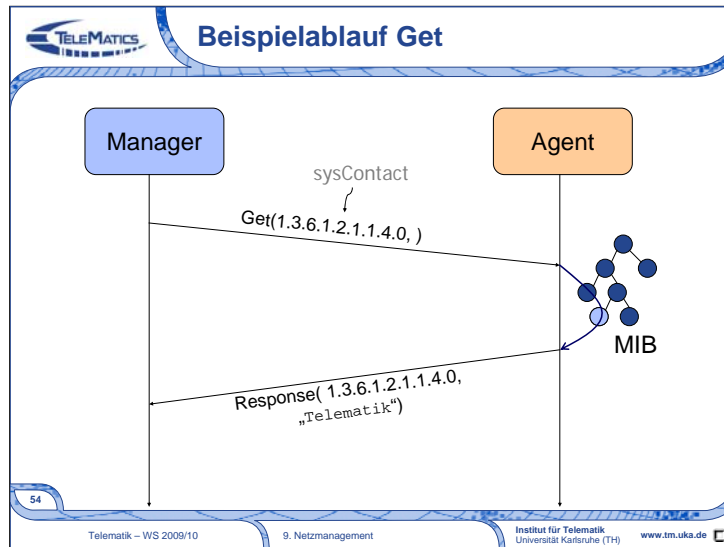 TELEMATICS
Beispielablauf Get
Manager
Agent
sysContact
Get(1.3.6.1.2.1.1.4.0, )
MIB
Response( 1.3.6.1.2.1.1.4.0,
„Telematik“)
54
Telematik – WS 2009/10
9. Netzmanagement
Institut für Telematik
Universität Karlsruhe (TH)
www.tm.uka.de